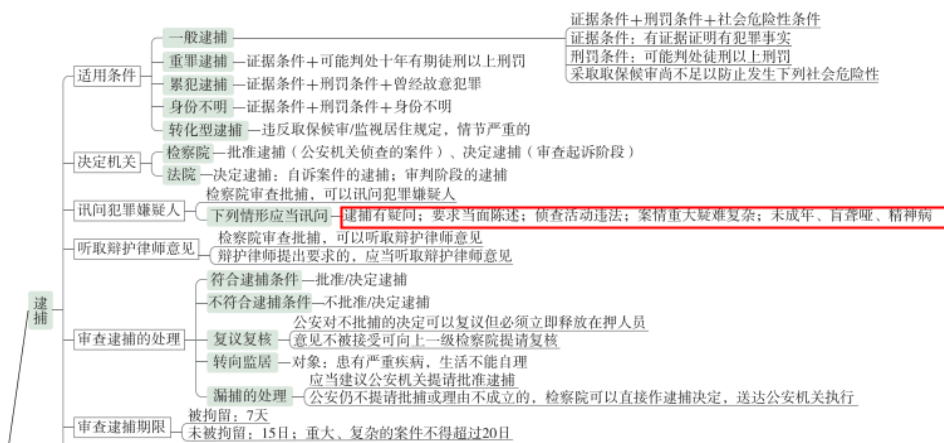 逮捕
适用条件
一般逮捕
证据条件+刑罚条件+社会危险性条件
证据条件：有证据证明有犯罪事实
刑罚条件：可能判处徒刑以上刑罚
采取取保候审尚不足以防止发生下列社会危险性
重罪逮捕
证据条件+可能判处十年有期徒刑以上刑罚
累犯逮捕
证据条件+刑罚条件+曾经故意犯罪
身份不明
证据条件+刑罚条件+身份不明
转化型逮捕
违反取保候审/监视居住规定，情节严重的
决定机关
检察院
批准逮捕（公安机关侦查的案件）、决定逮捕（审查起诉阶段）
法院
决定逮捕：自诉案件的逮捕；审判阶段的逮捕
讯问犯罪嫌疑人
检察院审查批捕，可以讯问犯罪嫌疑人
下列情形应当讯问
逮捕有疑问；要求当面陈述；侦查活动违法；案情重大疑难复杂；未成年、盲聋哑、精神病
听取辩护律师意见
检察院审查批捕，可以听取辩护律师意见
辩护律师提出要求的，应当听取辩护律师意见
审查逮捕的处理
符合逮捕条件
批准/决定逮捕
不符合逮捕条件
不批准/决定逮捕
复议复核
公安对不批捕的决定可以复议但必须立即释放在押人员
意见不被接受可向上一级检察院提请复核
转向监居
对象：患有严重疾病，生活不能自理
漏捕的处理
应当建议公安机关提请批准逮捕
公安仍不提请批捕或理由不成立的，检察院可以直接作逮捕决定，送达公安机关执行
审查逮捕期限
被拘留：7天
未被拘留：15日；重大、复杂的案件不得超过20日